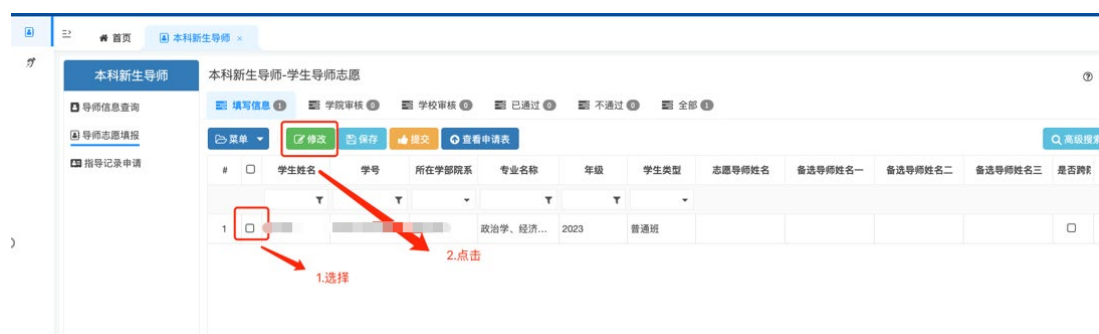 首页 本科新生导师 ×
本科新生导师
导师信息查询
导师志愿填报
指导记录申请
本科新生导师-学生导师志愿
填写信息 1 学院审核 0 学校审核 0 已通过 0 不通过 0 全部 1
菜单 修改 保存 提交 查看申请表 高级搜索
# 学生姓名 学号 所在学部院系 专业名称 年级 学生类型 志愿导师姓名 备选导师姓名一 备选导师姓名二 备选导师姓名三 是否跨
1 政治学、经济... 2023 普通班
2.点击
1.选择